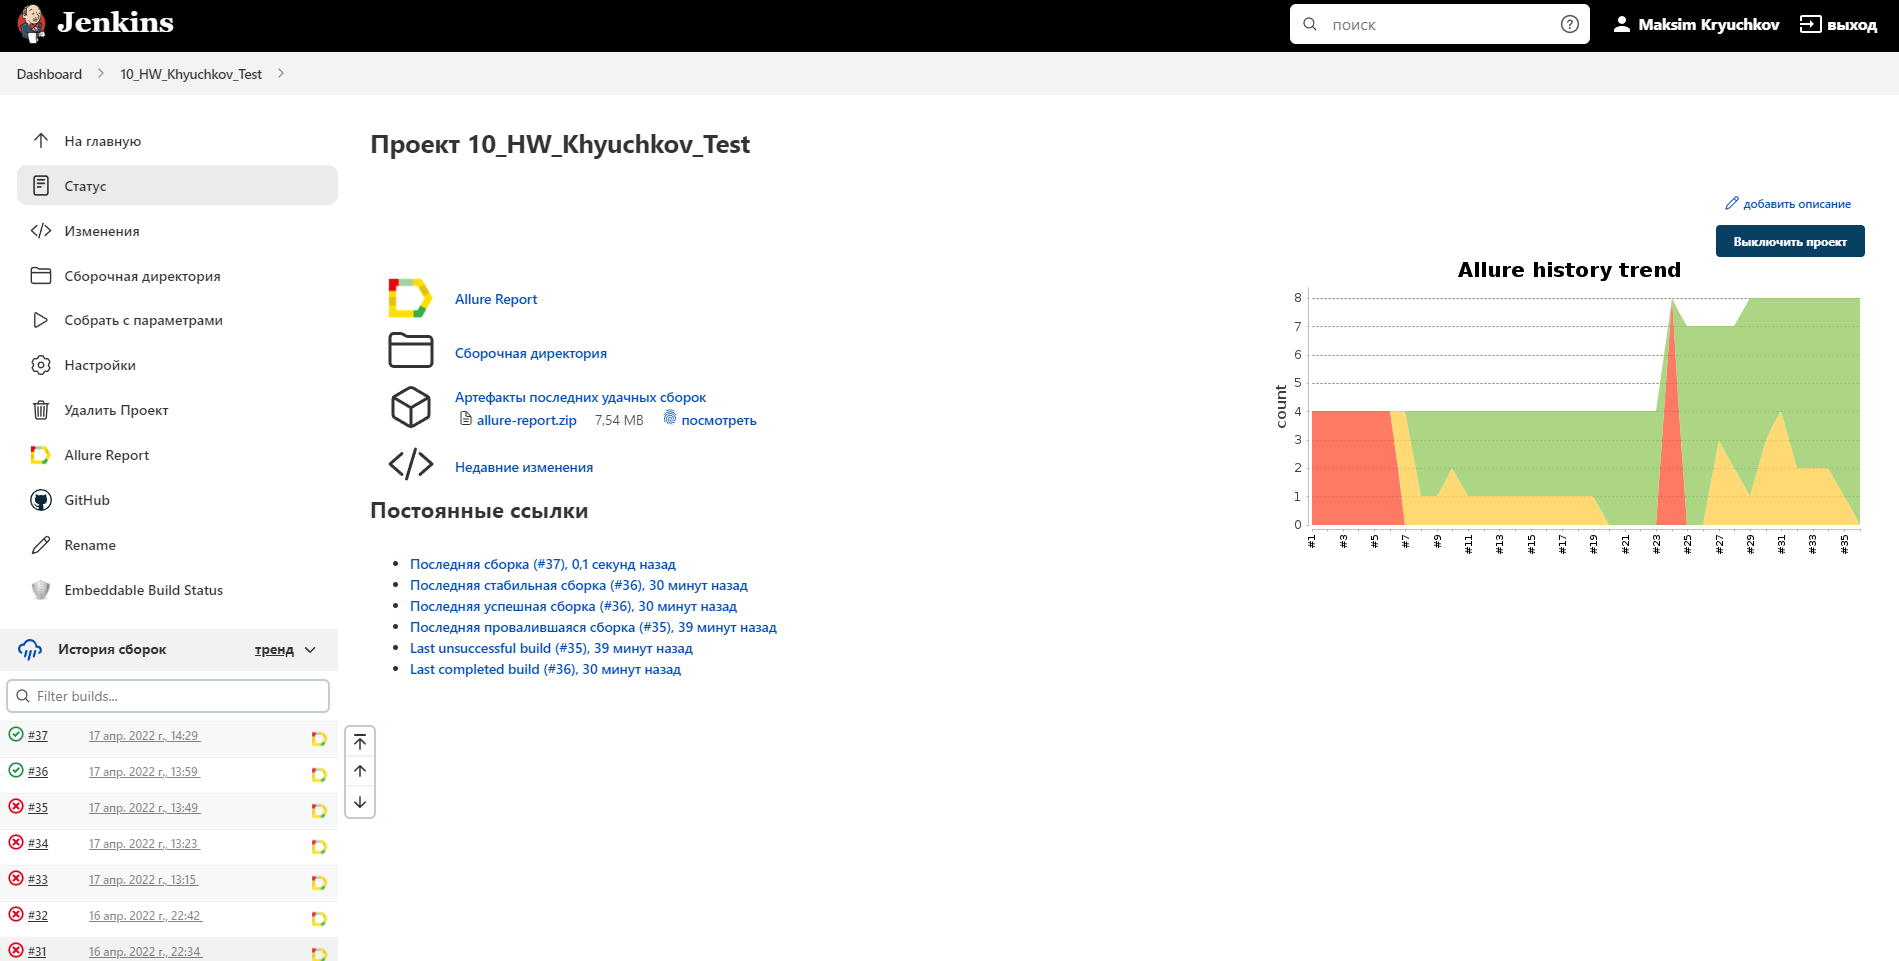 Jenkins
поиск
Maksim Kryuchkov
выход
Dashboard
10_HW_Khyuchkov_Test
На главную
Статус
Изменения
Сборочная директория
Собрать с параметрами
Настройки
Удалить Проект
Allure Report
GitHub
Rename
Embeddable Build Status
История сборок
тренд
Filter builds...
#37 17 апр. 2022 г., 14:29
#36 17 апр. 2022 г., 13:59
#35 17 апр. 2022 г., 13:49
#34 17 апр. 2022 г., 13:23
#33 17 апр. 2022 г., 13:15
#32 16 апр. 2022 г., 22:42
#31 16 апр. 2022 г., 22:34
Проект 10_HW_Khyuchkov_Test
добавить описание
Выключить проект
Allure Report
Сборочная директория
Артефакты последних удачных сборок
allure-report.zip 7,54 MB посмотреть
Недавние изменения
Постоянные ссылки
Последняя сборка (#37), 0,1 секунд назад
Последняя стабильная сборка (#36), 30 минут назад
Последняя успешная сборка (#36), 30 минут назад
Последняя провалившаяся сборка (#35), 39 минут назад
Last unsuccessful build (#35), 39 минут назад
Last completed build (#36), 30 минут назад
Allure history trend
count
8
7
6
5
4
3
2
1
0
#1 #3 #5 #7 #9 #11 #13 #15 #17 #19 #21 #23 #25 #27 #29 #31 #33 #35